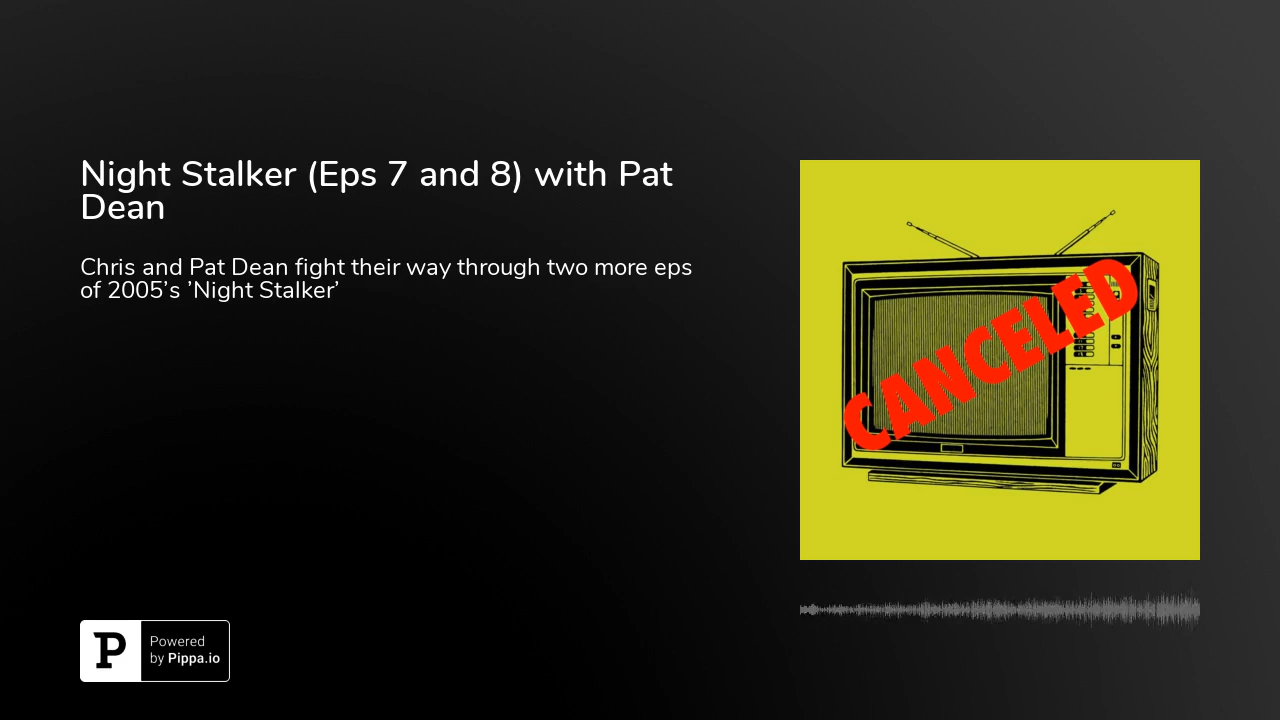 Night Stalker (Eps 7 and 8) with Pat
Dean
Chris and Pat Dean fight their way through two more eps
of 2005’s ’Night Stalker’
CANCELED
P
Powered
by Pippa.io